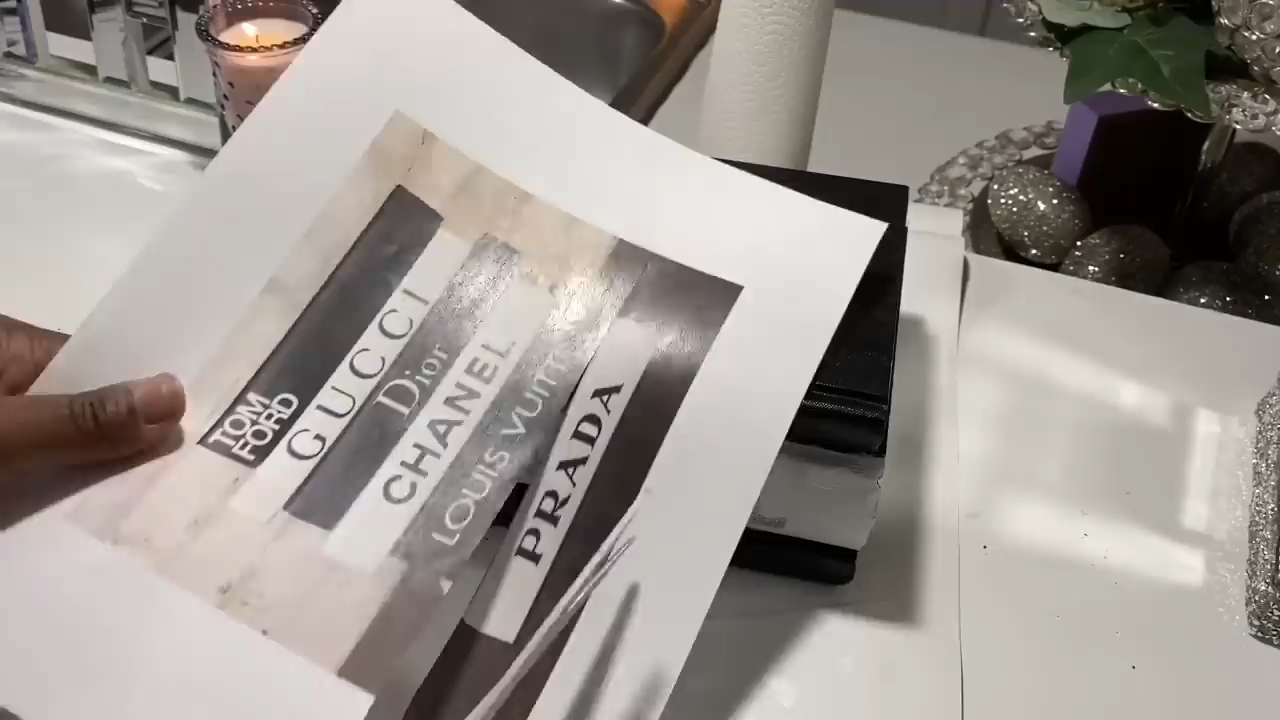 TOM
FORD
GUCCI
Dior
CHANEL
LOUIS VUITTON
PRADA